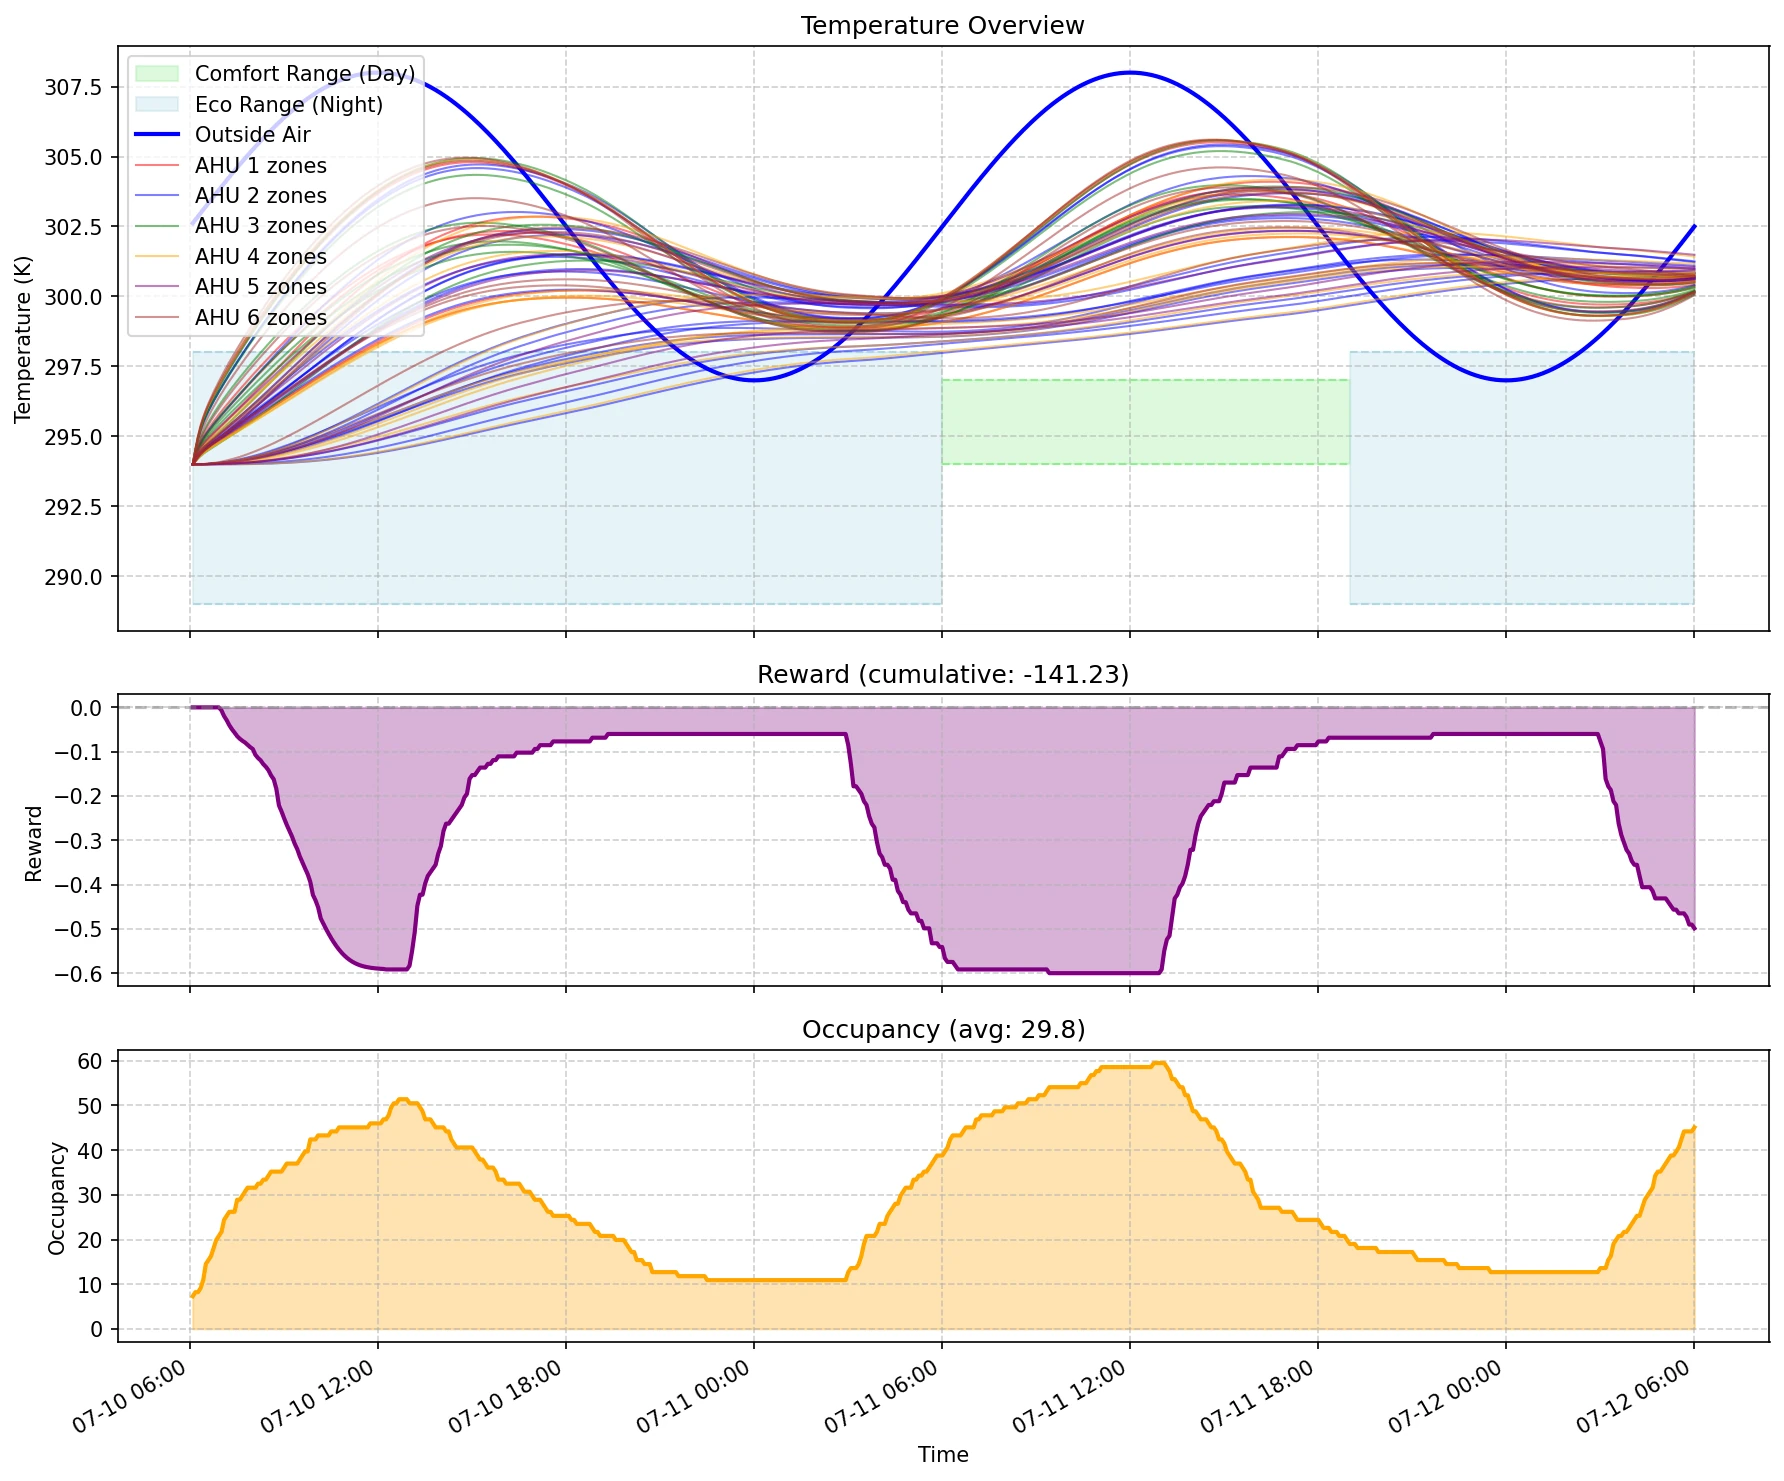 Temperature Overview
Temperature (K)
307.5
305.0
302.5
300.0
297.5
295.0
292.5
290.0
Comfort Range (Day)
Eco Range (Night)
Outside Air
AHU 1 zones
AHU 2 zones
AHU 3 zones
AHU 4 zones
AHU 5 zones
AHU 6 zones
Reward (cumulative: -141.23)
Reward
0.0
−0.1
−0.2
−0.3
−0.4
−0.5
−0.6
Occupancy (avg: 29.8)
Occupancy
60
50
40
30
20
10
0
07-10 06:00
07-10 12:00
07-10 18:00
07-11 00:00
07-11 06:00
07-11 12:00
07-11 18:00
07-12 00:00
07-12 06:00
Time